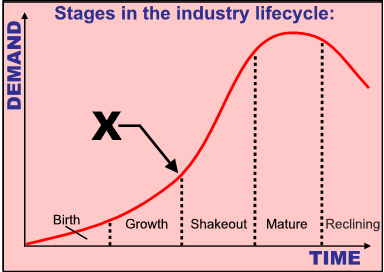 Stages in the industry lifecycle:
DEMAND
X
Birth
Growth
Shakeout
Mature
Reclining
TIME